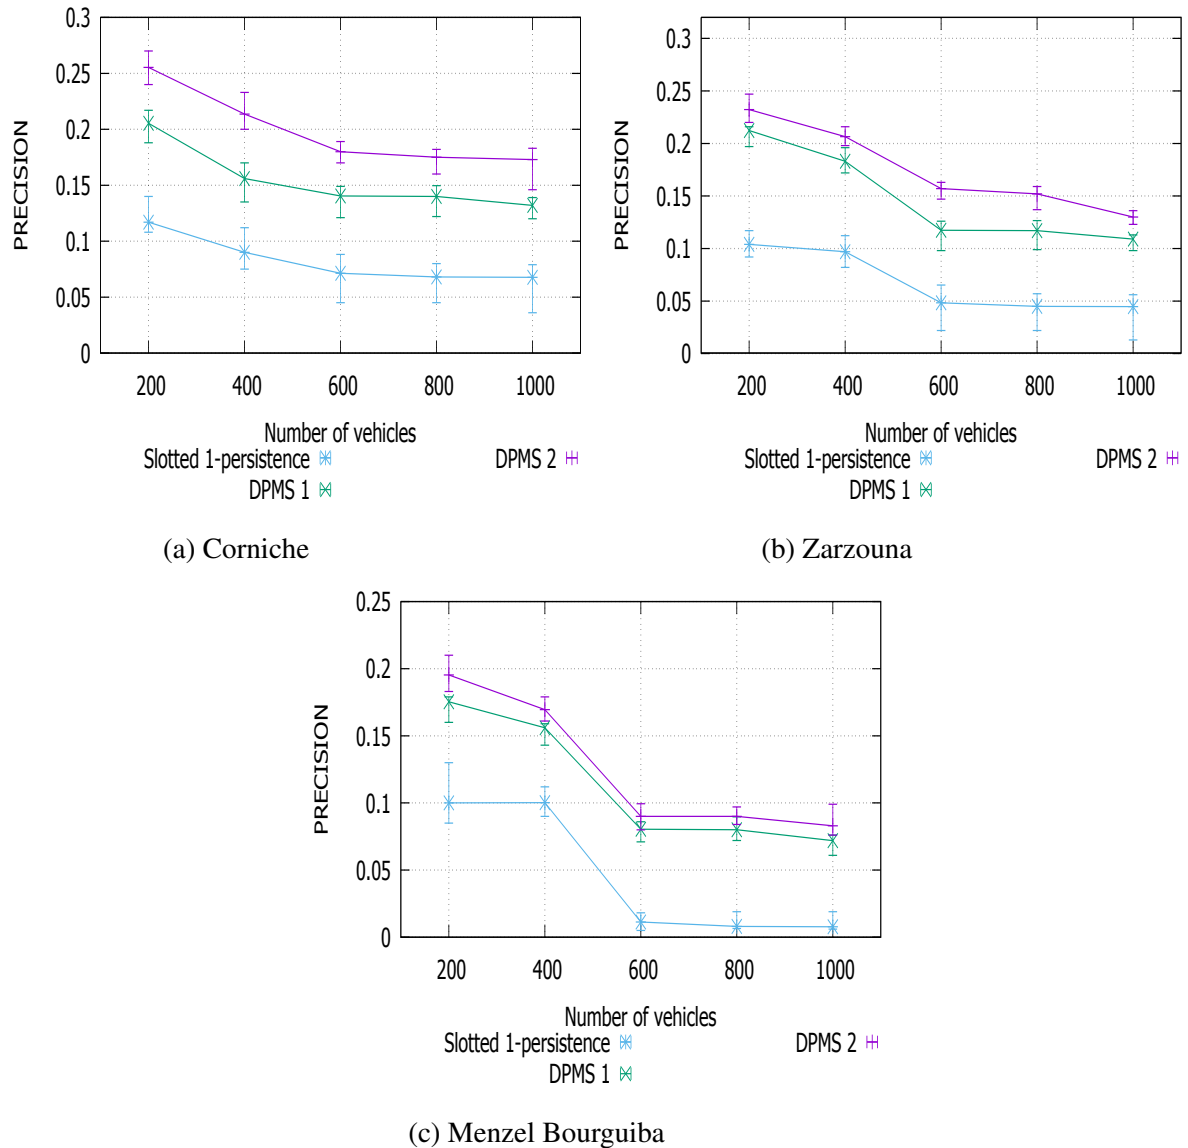 0.3
0.25
0.2
0.15
0.1
0.05
0
PRECISION
200 400 600 800 1000
Number of vehicles
Slotted 1-persistence DPMS 2
DPMS 1
(a) Corniche
0.3
0.25
0.2
0.15
0.1
0.05
0
PRECISION
200 400 600 800 1000
Number of vehicles
Slotted 1-persistence DPMS 2
DPMS 1
(b) Zarzouna
0.25
0.2
0.15
0.1
0.05
0
PRECISION
200 400 600 800 1000
Number of vehicles
Slotted 1-persistence DPMS 2
DPMS 1
(c) Menzel Bourguiba